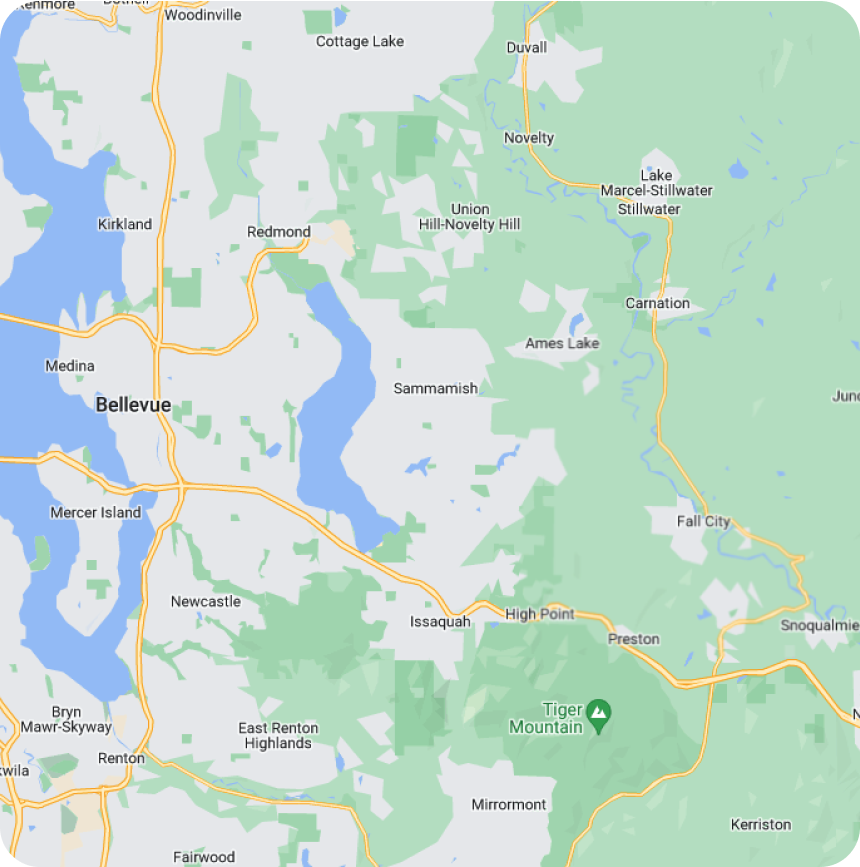 Kenmore
Bothell
Woodinville
Cottage Lake
Duvall
Novelty
Lake
Marcel-Stillwater
Stillwater
Union
Hill-Novelty Hill
Kirkland
Redmond
Carnation
Ames Lake
Medina
Sammamish
Bellevue
Junc
Mercer Island
Fall City
Newcastle
Issaquah
High Point
Preston
Snoqualmie
Bryn
Mawr-Skyway
Tiger
Mountain
N
East Renton
Highlands
Renton
kwila
Mirrormont
Kerriston
Fairwood